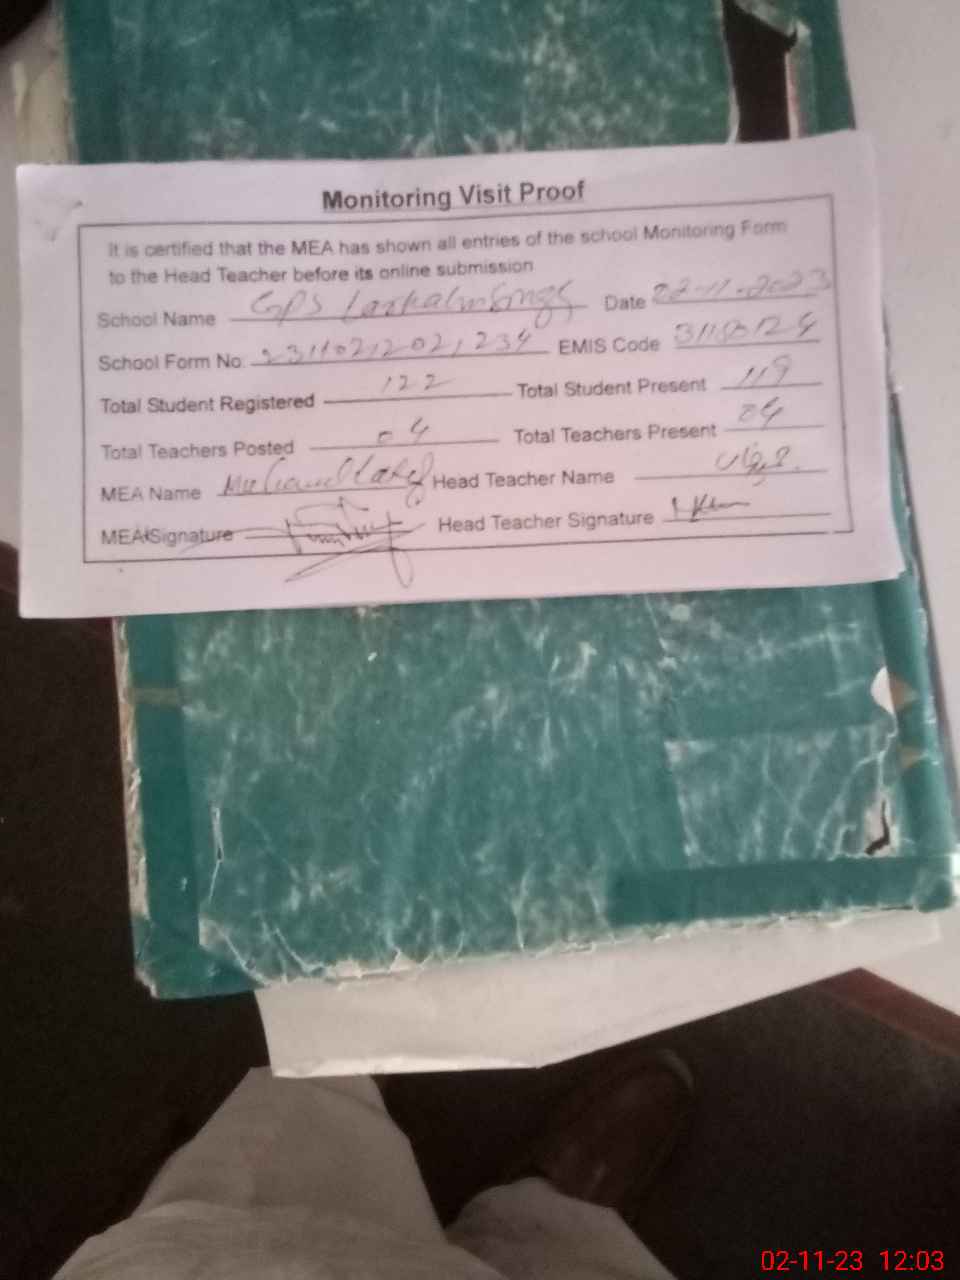 Monitoring Visit Proof
It is certified that the MEA has shown all entries of the school Monitoring Form
to the Head Teacher before its online submission
School Name GPS Date 02-11-2023
School Form No. EMIS Code
Total Student Registered 122 Total Student Present 119
Total Teachers Posted 04 Total Teachers Present 04
MEA Name Head Teacher Name
MEA Signature Head Teacher Signature
02-11-23 12:03